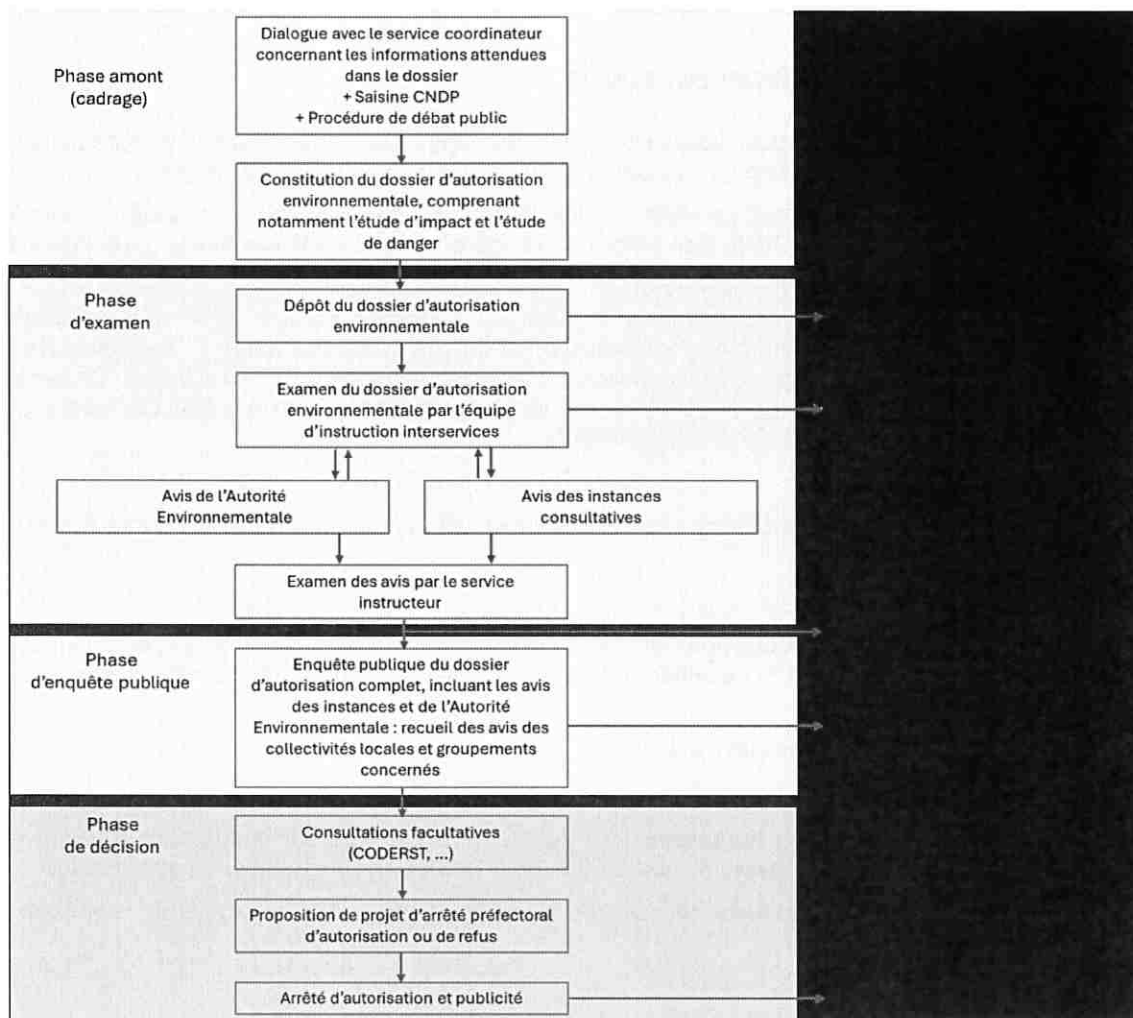 Phase amont
(cadrage)
Dialogue avec le service coordinateur
concernant les informations attendues
dans le dossier
+ Saisine CNDP
+ Procédure de débat public
Constitution du dossier d'autorisation
environnementale, comprenant
notamment l'étude d'impact et l'étude
de danger
Phase
d'examen
Dépôt du dossier d'autorisation
environnementale
Examen du dossier d'autorisation
environnementale par l'équipe
d'instruction interservices
Avis de l'Autorité
Environnementale
Avis des instances
consultatives
Examen des avis par le service
instructeur
Phase
d'enquête publique
Enquête publique du dossier
d'autorisation complet, incluant les avis
des instances et de l'Autorité
Environnementale : recueil des avis des
collectivités locales et groupements
concernés
Phase
de décision
Consultations facultatives
(CODERST, ...)
Proposition de projet d'arrêté préfectoral
d'autorisation ou de refus
Arrêté d'autorisation et publicité